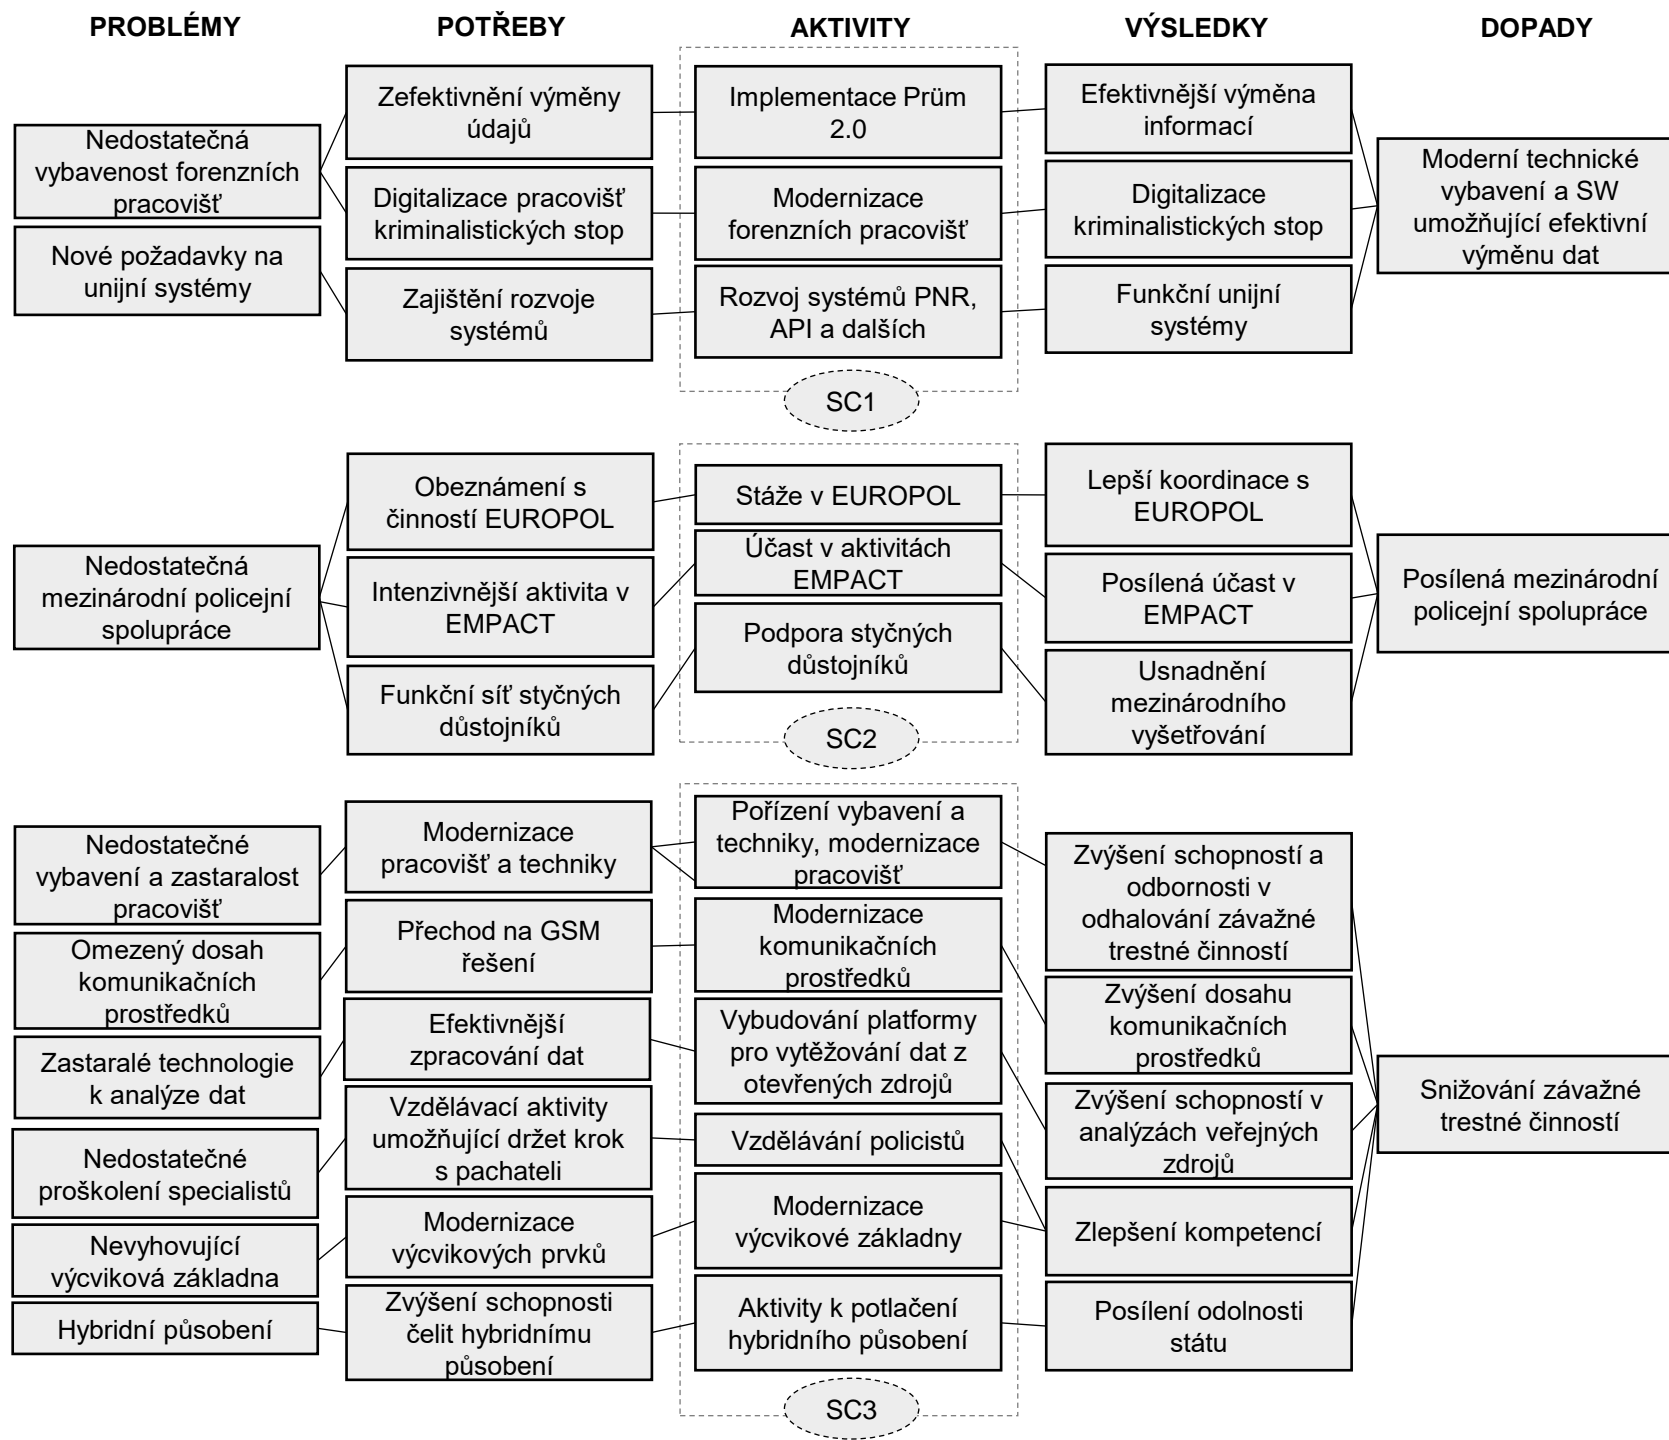 PROBLÉMY
POTŘEBY
AKTIVITY
VÝSLEDKY
DOPADY
Nedostatečná
vybavenost forenzních
pracovišť
Nové požadavky na
unijní systémy
Zefektivnění výměny
údajů
Digitalizace pracovišť
kriminalistických stop
Zajištění rozvoje
systémů
Implementace Prüm
2.0
Modernizace
forenzních pracovišť
Rozvoj systémů PNR,
API a dalších
SC1
Efektivnější výměna
informací
Digitalizace
kriminalistických stop
Funkční unijní
systémy
Moderní technické
vybavení a SW
umožňující efektivní
výměnu dat
Nedostatečná
mezinárodní policejní
spolupráce
Obeznámení s
činností EUROPOL
Intenzivnější aktivita v
EMPACT
Funkční síť styčných
důstojníků
Stáže v EUROPOL
Účast v aktivitách
EMPACT
Podpora styčných
důstojníků
SC2
Lepší koordinace s
EUROPOL
Posílená účast v
EMPACT
Usnadnění
mezinárodního
vyšetřování
Posílená mezinárodní
policejní spolupráce
Nedostatečné
vybavení a zastaralost
pracovišť
Omezený dosah
komunikačních
prostředků
Zastaralé technologie
k analýze dat
Nedostatečné
proškolení specialistů
Nevyhovující
výcviková základna
Hybridní působení
Modernizace
pracovišť a techniky
Přechod na GSM
řešení
Efektivnější
zpracování dat
Vzdělávací aktivity
umožňující držet krok
s pachateli
Modernizace
výcvikových prvků
Zvýšení schopnosti
čelit hybridnímu
působení
Pořízení vybavení a
techniky, modernizace
pracovišť
Modernizace
komunikačních
prostředků
Vybudování platformy
pro vytěžování dat z
otevřených zdrojů
Vzdělávání policistů
Modernizace
výcvikové základny
Aktivity k potlačení
hybridního působení
SC3
Zvýšení schopností a
odbornosti v
odhalování závažné
trestné činností
Zvýšení dosahu
komunikačních
prostředků
Zvýšení schopností v
analýzách veřejných
zdrojů
Zlepšení kompetencí
Posílení odolnosti
státu
Snižování závažné
trestné činností